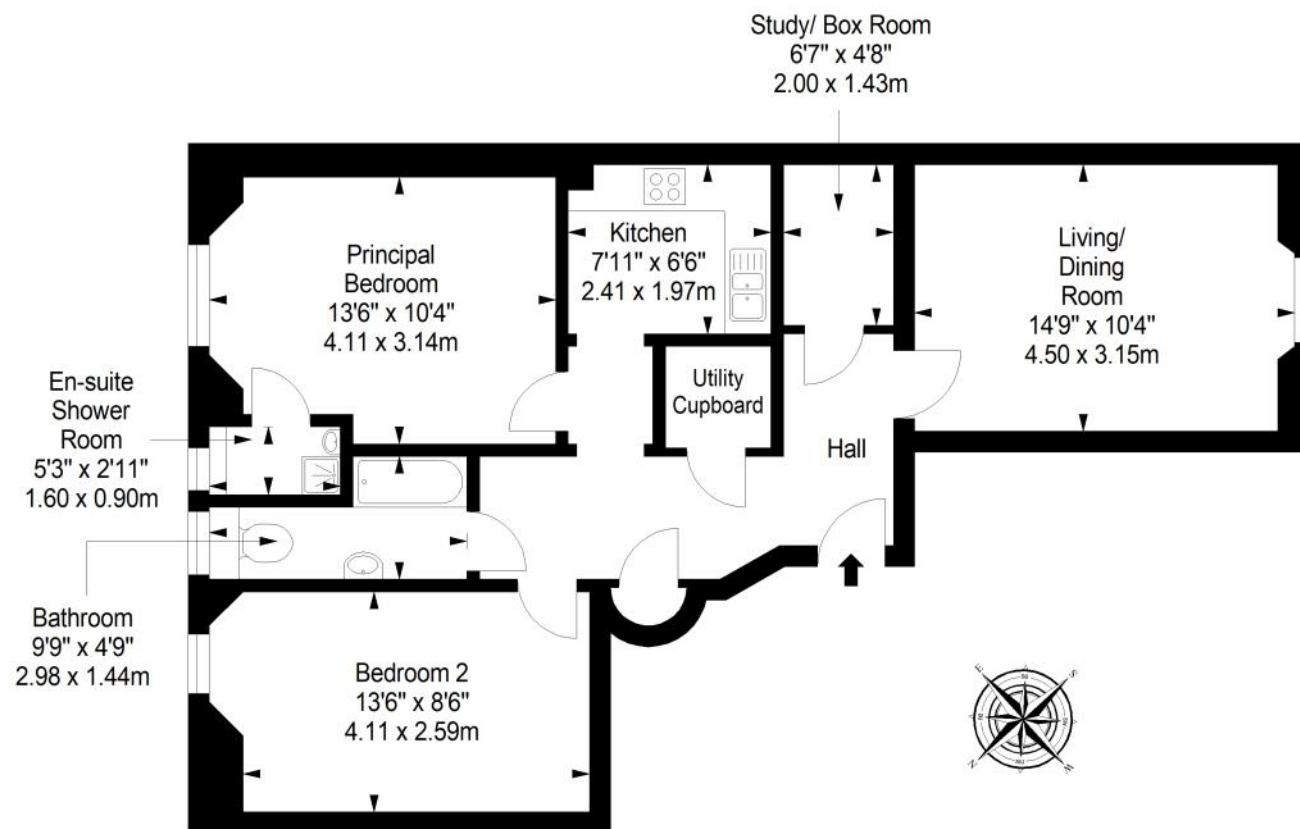 Study/ Box Room
6'7" x 4'8"
2.00 x 1.43m
Principal
Bedroom
13'6" x 10'4"
4.11 x 3.14m
Kitchen
7'11" x 6'6"
2.41 x 1.97m
Living/
Dining
Room
14'9" x 10'4"
4.50 x 3.15m
En-suite
Shower
Room
5'3" x 2'11"
1.60 x 0.90m
Utility
Cupboard
Hall
Bathroom
9'9" x 4'9"
2.98 x 1.44m
Bedroom 2
13'6" x 8'6"
4.11 x 2.59m
E
S
N
W